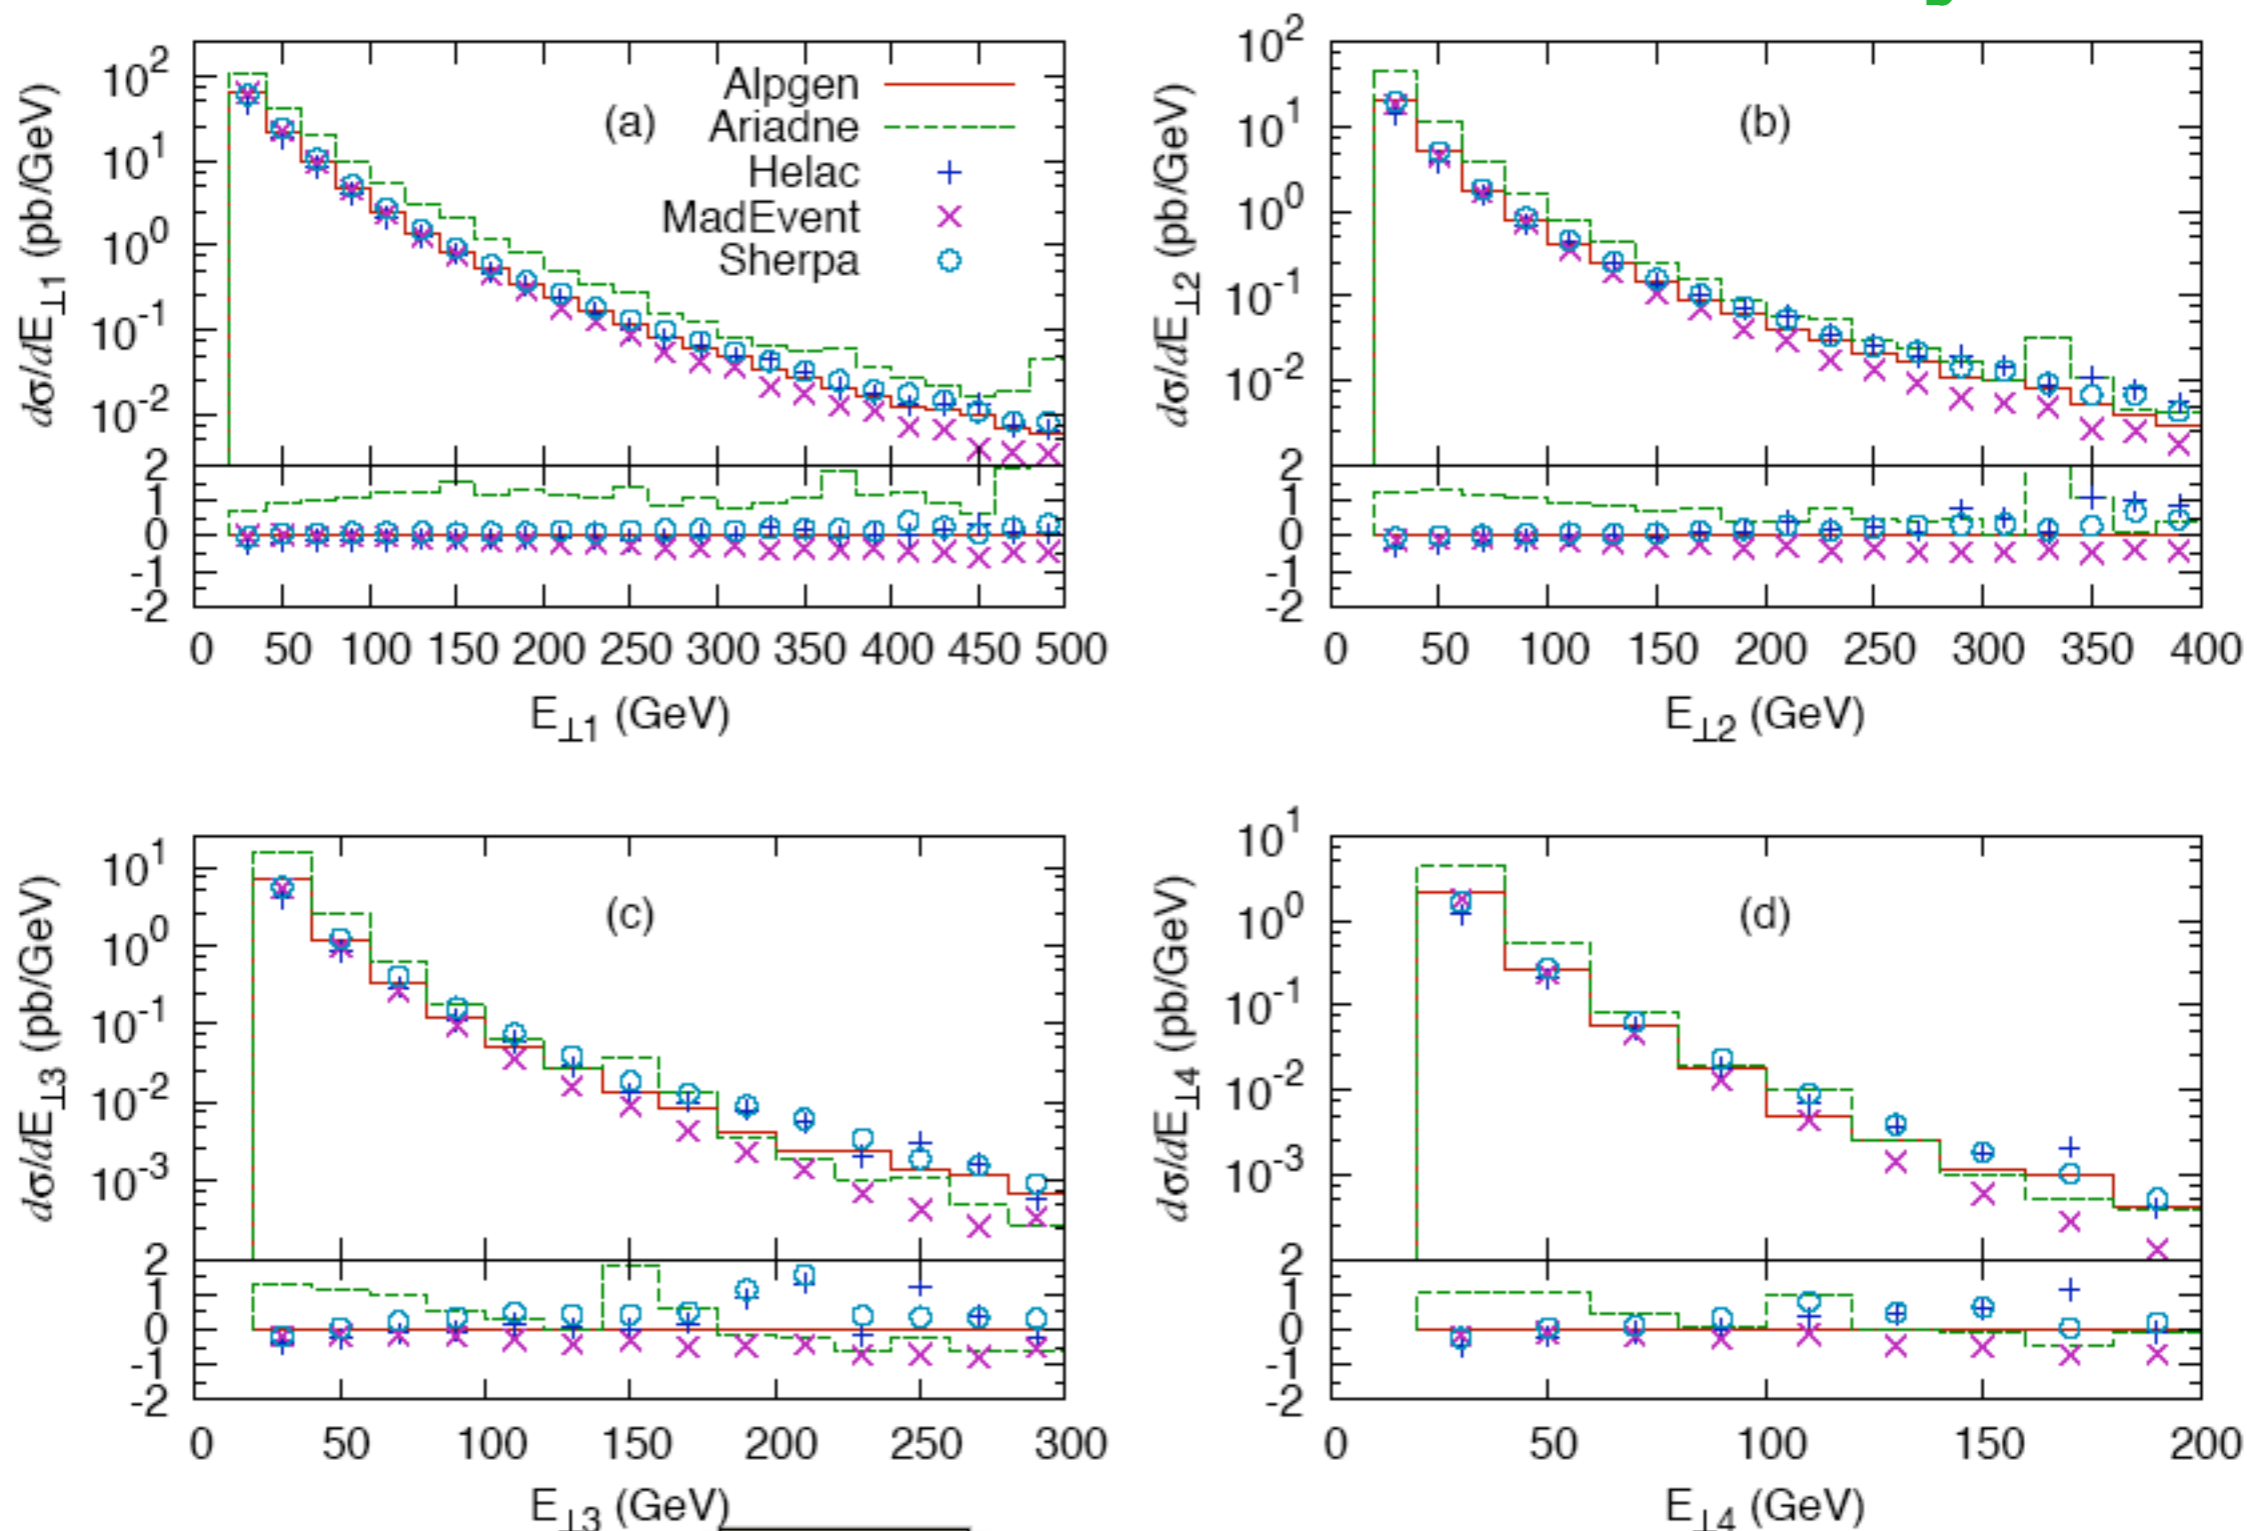 dσ/dE⊥1 (pb/GeV)
10^2
10^1
10^0
10^-1
10^-2
2
1
0
-1
-2
(a)
Alpgen
Ariadne
Helac
MadEvent
Sherpa
0 50 100 150 200 250 300 350 400 450 500
E⊥1 (GeV)
dσ/dE⊥2 (pb/GeV)
10^2
10^1
10^0
10^-1
10^-2
2
1
0
-1
-2
(b)
0 50 100 150 200 250 300 350 400
E⊥2 (GeV)
dσ/dE⊥3 (pb/GeV)
10^1
10^0
10^-1
10^-2
10^-3
2
1
0
-1
-2
(c)
0 50 100 150 200 250 300
E⊥3 (GeV)
dσ/dE⊥4 (pb/GeV)
10^1
10^0
10^-1
10^-2
10^-3
2
1
0
-1
-2
(d)
0 50 100 150 200
E⊥4 (GeV)